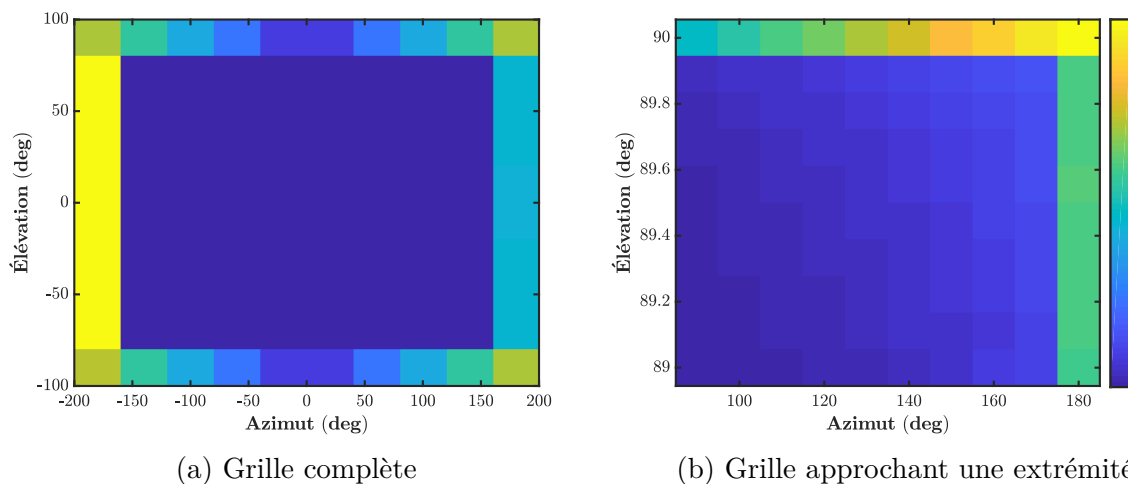 100
50
0
-50
-100
-200 -150 -100 -50 0 50 100 150 200
Élévation (deg)
Azimut (deg)
(a) Grille complète
90
89.8
89.6
89.4
89.2
89
100 120 140 160 180
Élévation (deg)
Azimut (deg)
(b) Grille approchant une extrémité